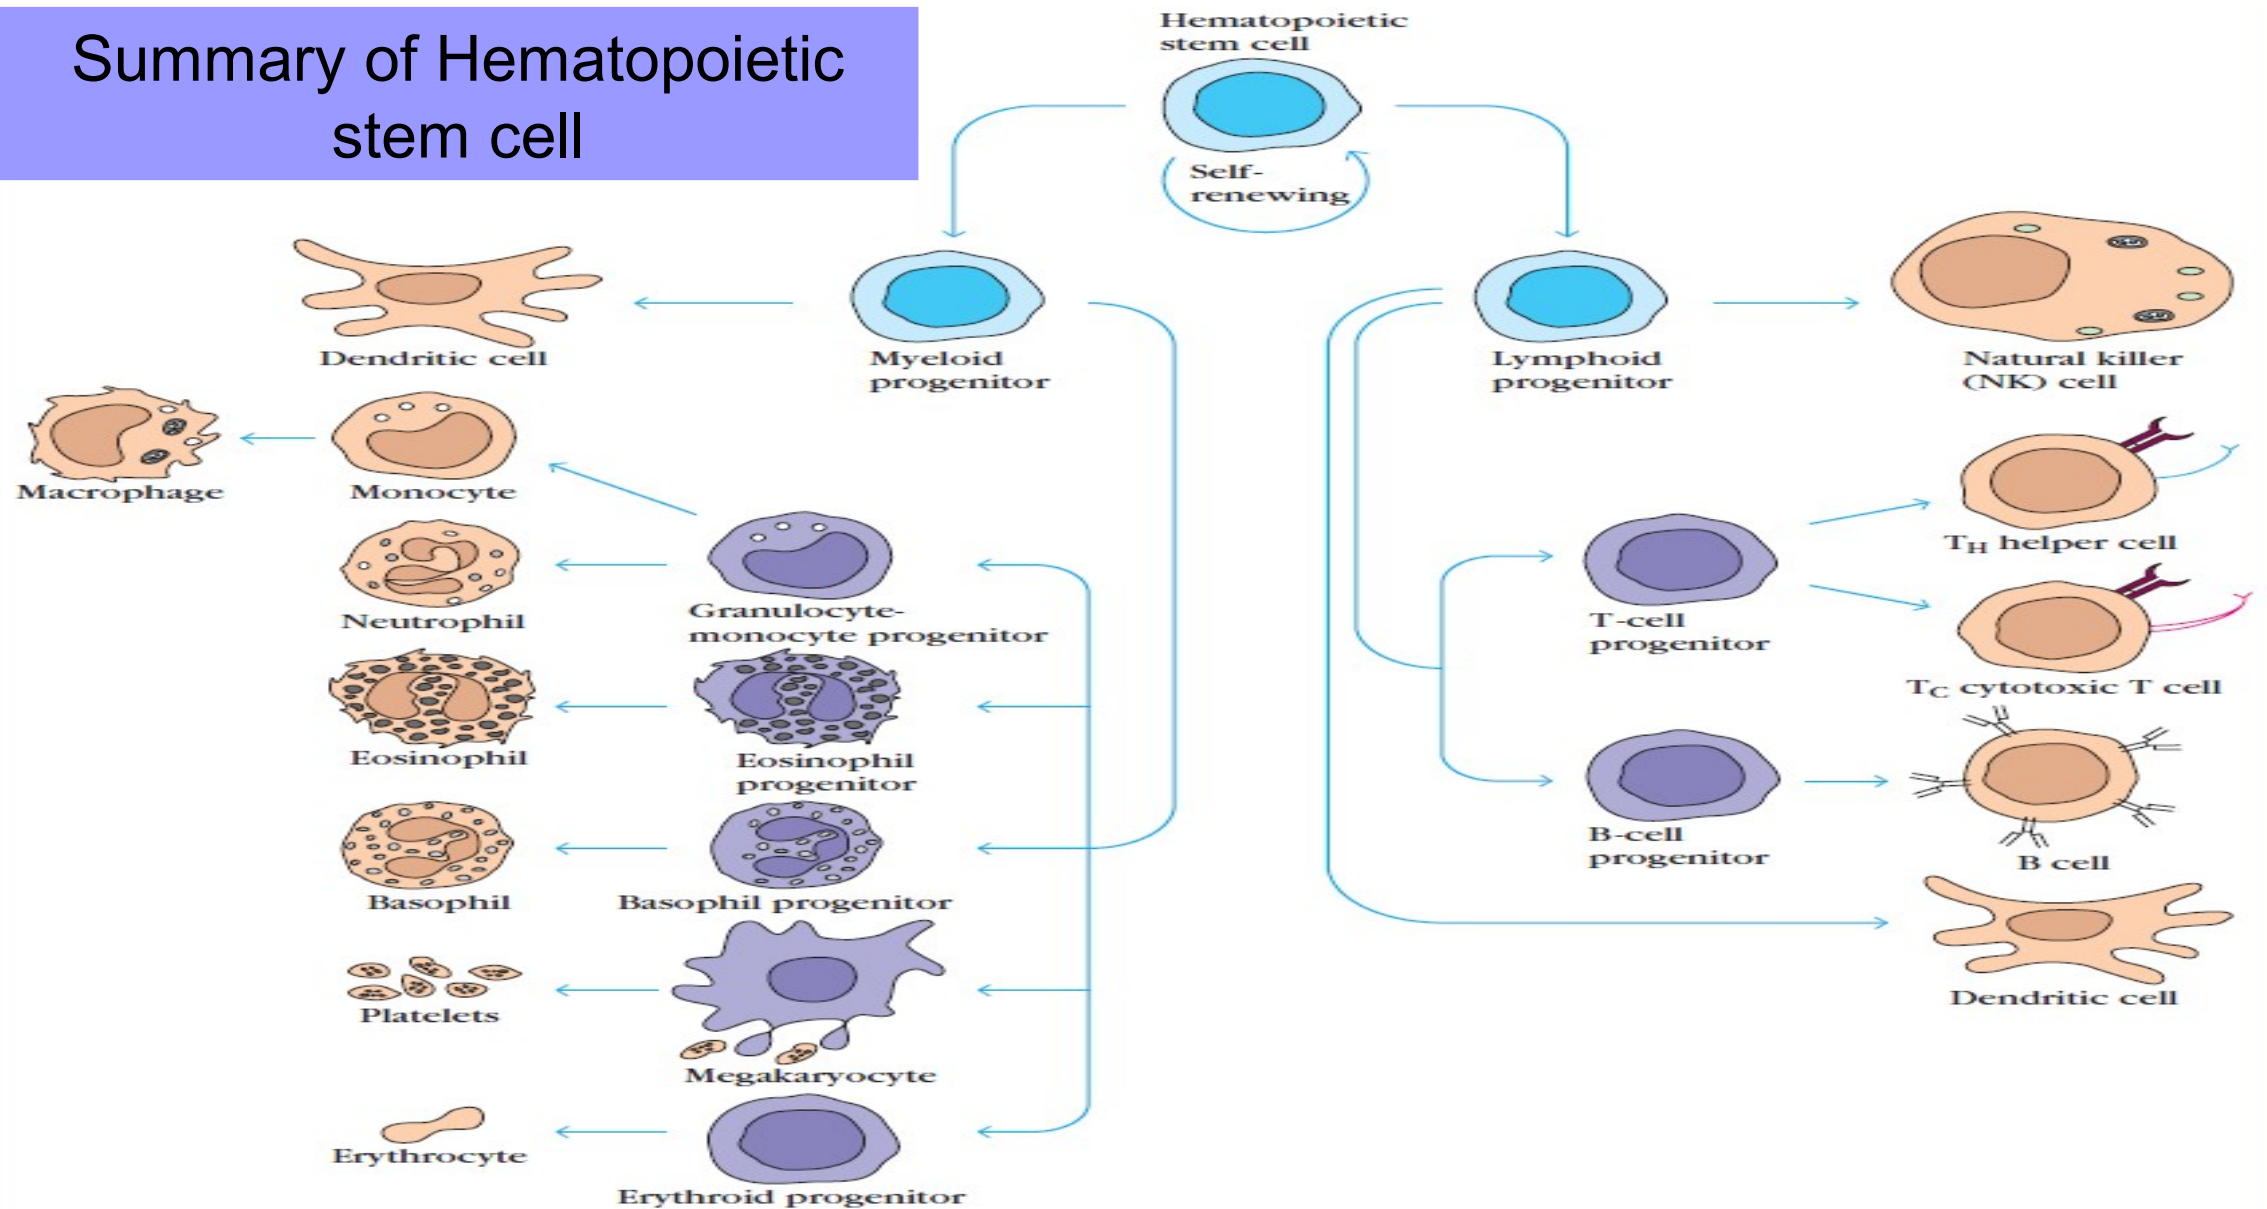 Summary of Hematopoietic
stem cell
Hematopoietic
stem cell
Self-
renewing
Dendritic cell
Myeloid
progenitor
Lymphoid
progenitor
Natural killer
(NK) cell
Macrophage
Monocyte
TH helper cell
Neutrophil
Granulocyte-
monocyte progenitor
T-cell
progenitor
TC cytotoxic T cell
Eosinophil
Eosinophil
progenitor
B-cell
progenitor
B cell
Basophil
Basophil progenitor
Platelets
Dendritic cell
Megakaryocyte
Erythrocyte
Erythroid progenitor